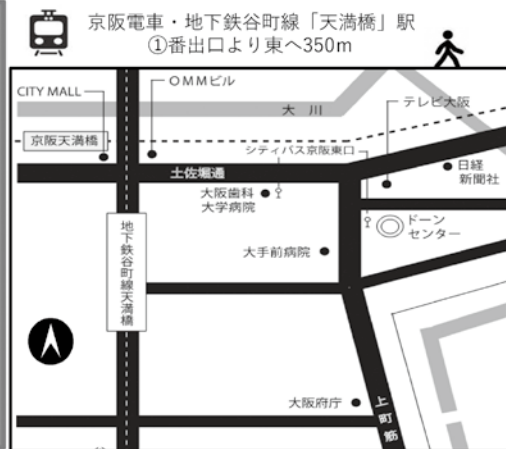 京阪電車・地下鉄谷町線「天満橋」駅
①番出口より東へ350m
CITY MALL
OMMビル
大川
テレビ大阪
京阪天満橋
シティバス京阪東口
日経
新聞社
土佐堀通
大阪歯科
大学病院
ドーン
センター
地下鉄谷町線天満橋
大手前病院
大阪府庁
上町筋